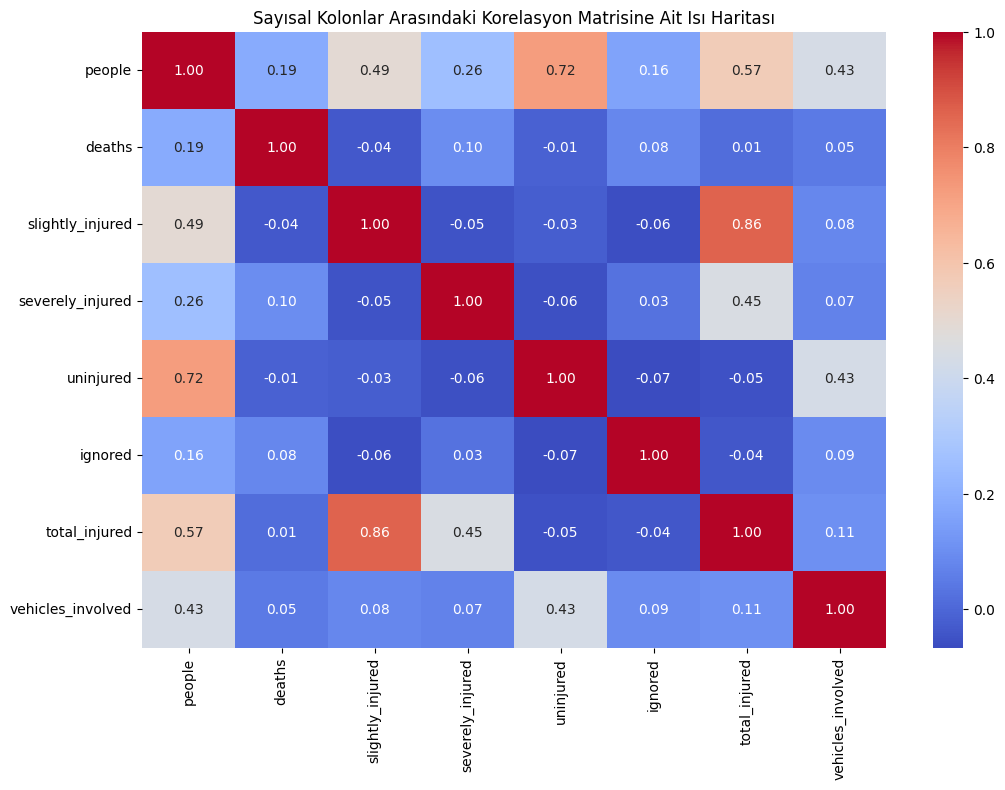 Sayısal Kolonlar Arasındaki Korelasyon Matrisine Ait Isı Haritası
people 1.00 0.19 0.49 0.26 0.72 0.16 0.57 0.43
deaths 0.19 1.00 -0.04 0.10 -0.01 0.08 0.01 0.05
slightly_injured 0.49 -0.04 1.00 -0.05 -0.03 -0.06 0.86 0.08
severely_injured 0.26 0.10 -0.05 1.00 -0.06 0.03 0.45 0.07
uninjured 0.72 -0.01 -0.03 -0.06 1.00 -0.07 -0.05 0.43
ignored 0.16 0.08 -0.06 0.03 -0.07 1.00 -0.04 0.09
total_injured 0.57 0.01 0.86 0.45 -0.05 -0.04 1.00 0.11
vehicles_involved 0.43 0.05 0.08 0.07 0.43 0.09 0.11 1.00
people
deaths
slightly_injured
severely_injured
uninjured
ignored
total_injured
vehicles_involved
1.0
0.8
0.6
0.4
0.2
0.0